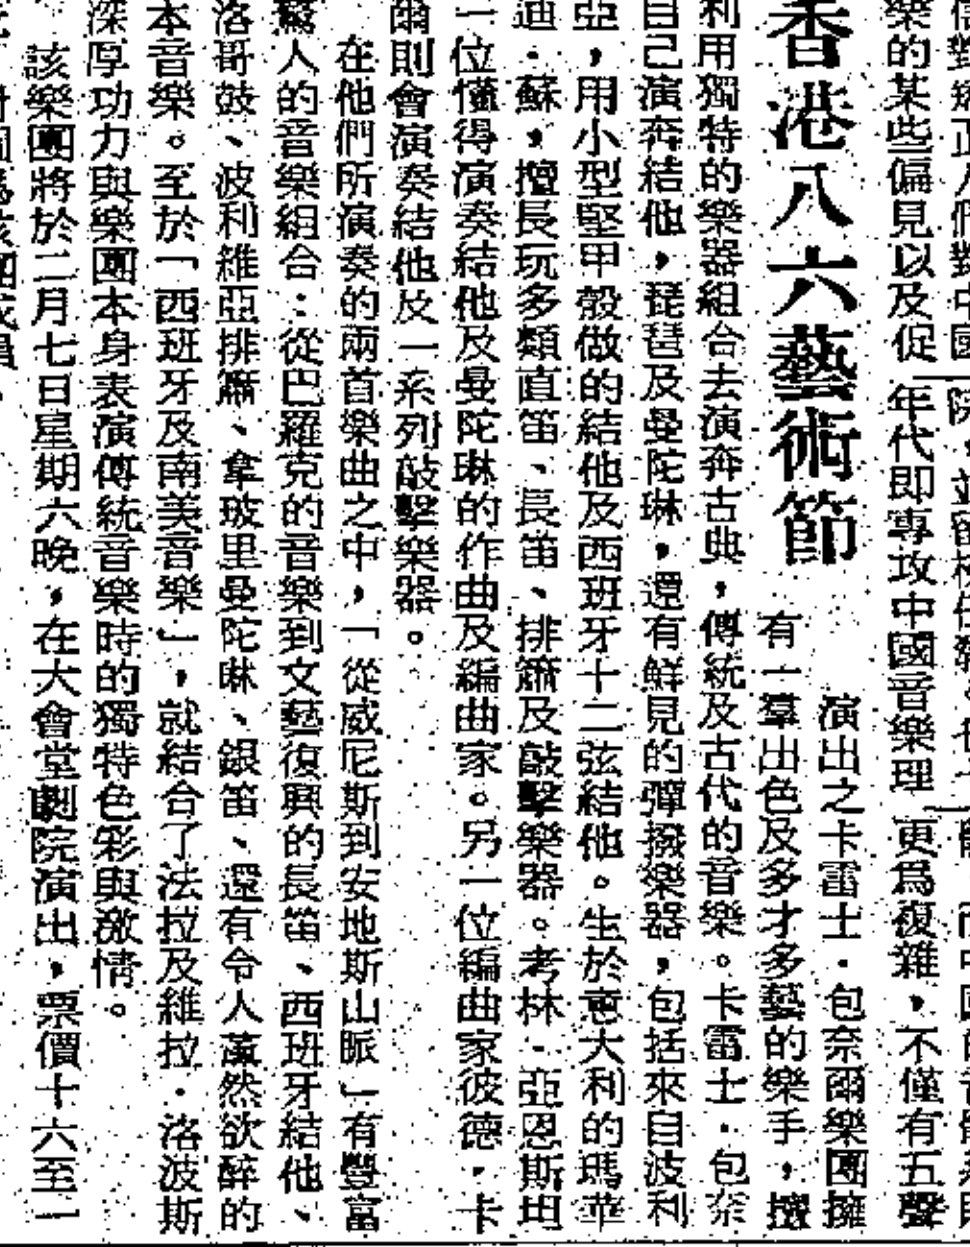 樂的某些偏見以及促
年代即專攻中國音樂理
更爲複雜，不僅有五聲
香港八六藝術節
演出之卡雷士．包奈爾樂團擁
有一羣出色及多才多藝的樂手，擅
利用獨特的樂器組合去演奔古典，傳統及古代的音樂。卡雷士．包奈
自己演奔結他，琵琶及曼陀琳，還有鮮見的彈撥樂器，包括來自波利
亞，用小型堅甲殼做的結他及西班牙十二弦結他。生於意大利的瑪華
迪．蘇，擅長玩多類直笛、長笛、排簫及敲擊樂器。考林．亞恩斯坦
一位懂得演奏結他及曼陀琳的作曲及編曲家。另一位編曲家彼德．卡
爾則會演奏結他及一系列敲擊樂器。
在他們所演奏的兩首樂曲之中，「從威尼斯到安地斯山脈」有豐富
驚人的音樂組合：從巴羅克的音樂到文藝復興的長笛、西班牙結他、
洛哥鼓、波利維亞排簫、拿玻里曼陀琳、銀笛、還有令人薰然欲醉的
本音樂。至於「西班牙及南美音樂」，就結合了法拉及維拉．洛波斯
深厚功力與樂團本身表演傳統音樂時的獨特色彩與激情。
該樂團將於二月七日星期六晚，在大會堂劇院演出，票價十六至一